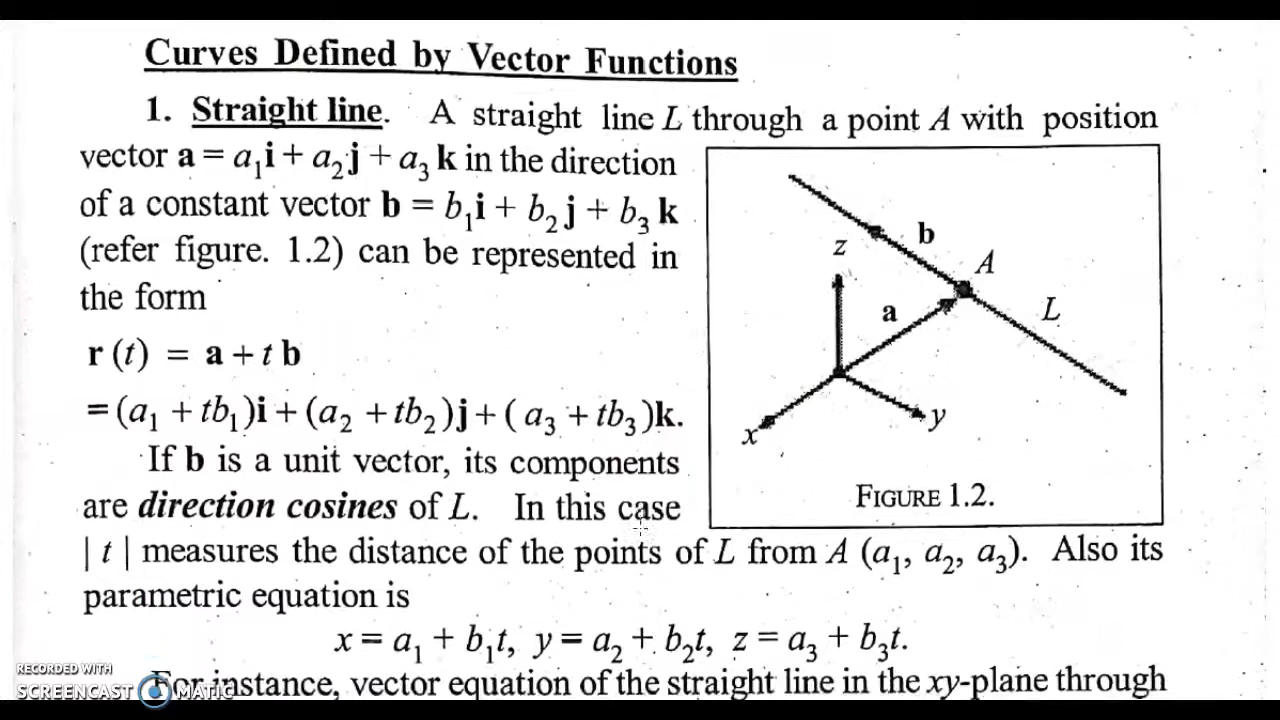 Curves Defined by Vector Functions
1. Straight line. A straight line L through a point A with position
vector a = a₁i + a₂j + a₃ k in the direction
of a constant vector b = b₁i + b₂j + b₃ k
(refer figure. 1.2) can be represented in
the form
r (t) = a + t b
= (a₁ + tb₁)i + (a₂ + tb₂)j + ( a₃ + tb₃)k.
If b is a unit vector, its components
are direction cosines of L. In this case
| t | measures the distance of the points of L from A (a₁, a₂, a₃). Also its
parametric equation is
x = a₁ + b₁t, y = a₂ + b₂t, z = a₃ + b₃t.
For instance, vector equation of the straight line in the xy-plane through
z
b
A
a
L
x
y
FIGURE 1.2.
RECORDED WITH
SCREENCAST MATIC